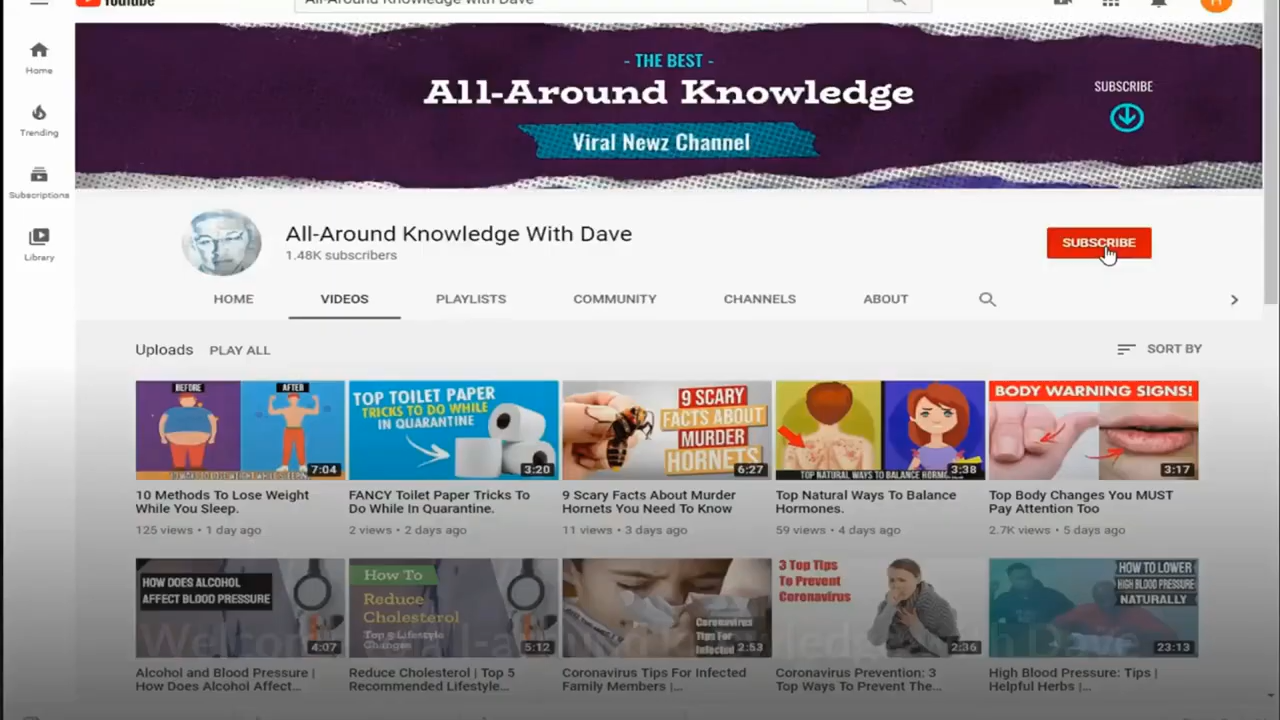 YouTube
All-Around Knowledge with Dave
Home
Trending
Subscriptions
Library
- THE BEST -
All-Around Knowledge
Viral Newz Channel
SUBSCRIBE
All-Around Knowledge With Dave
1.48K subscribers
SUBSCRIBE
HOME VIDEOS PLAYLISTS COMMUNITY CHANNELS ABOUT
Uploads PLAY ALL
SORT BY
BEFORE AFTER
7:04
10 Methods To Lose Weight
While You Sleep.
125 views • 1 day ago
TOP TOILET PAPER
TRICKS TO DO WHILE
IN QUARANTINE
3:20
FANCY Toilet Paper Tricks To
Do While In Quarantine.
2 views • 2 days ago
9 SCARY
FACTS ABOUT
MURDER
HORNETS
6:27
9 Scary Facts About Murder
Hornets You Need To Know
11 views • 3 days ago
TOP NATURAL WAYS TO BALANCE
3:38
Top Natural Ways To Balance
Hormones.
59 views • 4 days ago
BODY WARNING SIGNS!
3:17
Top Body Changes You MUST
Pay Attention Too
2.7K views • 5 days ago
HOW DOES ALCOHOL
AFFECT BLOOD PRESSURE
4:07
Alcohol and Blood Pressure |
How Does Alcohol Affect...
How To
Reduce
Cholesterol
Top 5 Lifestyle
Changes
5:12
Reduce Cholesterol | Top 5
Recommended Lifestyle...
Coronavirus
Tips For
Infected
2:53
Coronavirus Tips For Infected
Family Members |...
3 Top Tips
To Prevent
Coronavirus
2:36
Coronavirus Prevention: 3
Top Ways To Prevent The...
HOW TO LOWER
HIGH BLOOD PRESSURE
NATURALLY
23:13
High Blood Pressure: Tips |
Helpful Herbs |...
Welcome all-around knowledge with Dave